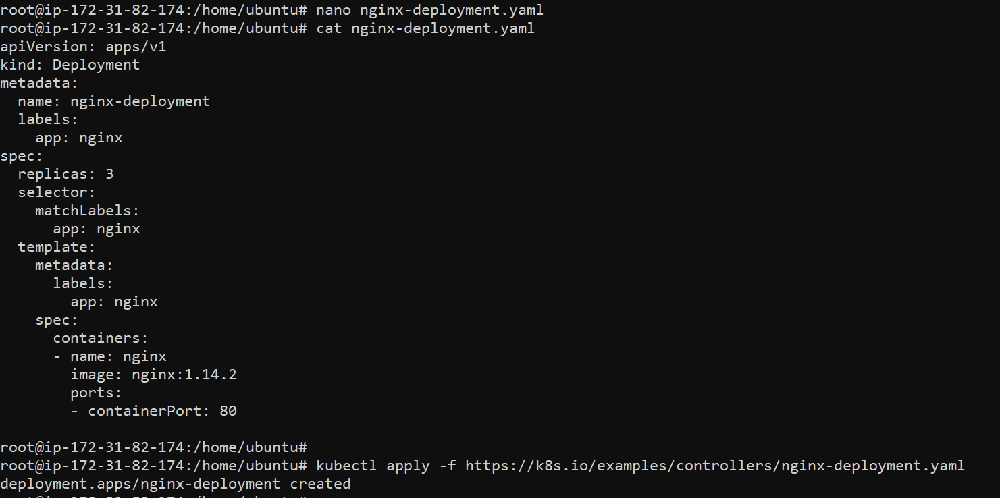 root@ip-172-31-82-174:/home/ubuntu# nano nginx-deployment.yaml
root@ip-172-31-82-174:/home/ubuntu# cat nginx-deployment.yaml
apiVersion: apps/v1
kind: Deployment
metadata:
  name: nginx-deployment
  labels:
    app: nginx
spec:
  replicas: 3
  selector:
    matchLabels:
      app: nginx
  template:
    metadata:
      labels:
        app: nginx
    spec:
      containers:
      - name: nginx
        image: nginx:1.14.2
        ports:
        - containerPort: 80

root@ip-172-31-82-174:/home/ubuntu#
root@ip-172-31-82-174:/home/ubuntu# kubectl apply -f https://k8s.io/examples/controllers/nginx-deployment.yaml
deployment.apps/nginx-deployment created